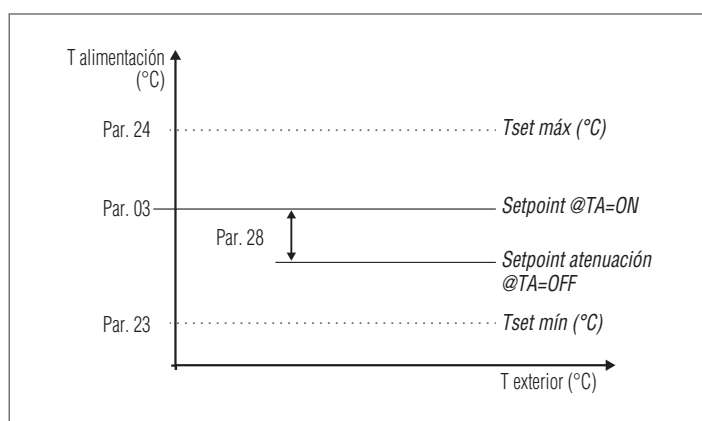 T alimentación
(°C)
Par. 24
Tset máx (°C)
Par. 03
Setpoint @TA=ON
Par. 28
Setpoint atenuación
@TA=OFF
Par. 23
Tset mín (°C)
T exterior (°C)